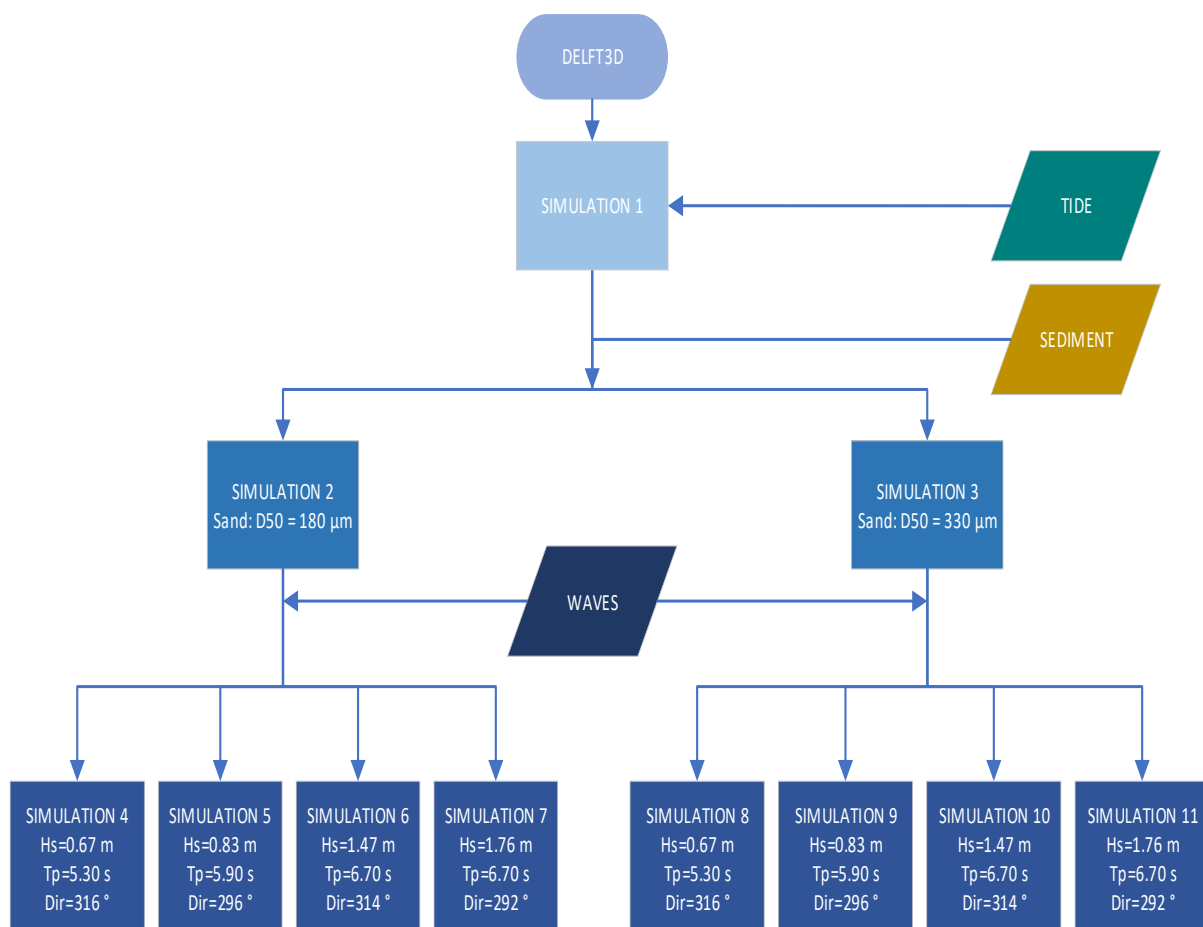 DELFT3D
SIMULATION 1
TIDE
SEDIMENT
SIMULATION 2
Sand: D50 = 180 µm
SIMULATION 3
Sand: D50 = 330 µm
WAVES
SIMULATION 4
Hs=0.67 m
Tp=5.30 s
Dir=316 °
SIMULATION 5
Hs=0.83 m
Tp=5.90 s
Dir=296 °
SIMULATION 6
Hs=1.47 m
Tp=6.70 s
Dir=314 °
SIMULATION 7
Hs=1.76 m
Tp=6.70 s
Dir=292 °
SIMULATION 8
Hs=0.67 m
Tp=5.30 s
Dir=316 °
SIMULATION 9
Hs=0.83 m
Tp=5.90 s
Dir=296 °
SIMULATION 10
Hs=1.47 m
Tp=6.70 s
Dir=314 °
SIMULATION 11
Hs=1.76 m
Tp=6.70 s
Dir=292 °